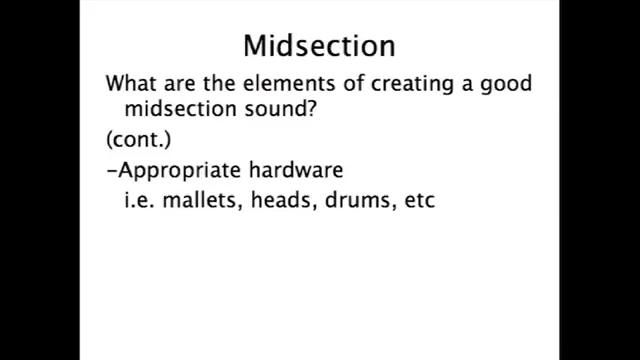 Midsection
What are the elements of creating a good
midsection sound?
(cont.)
-Appropriate hardware
i.e. mallets, heads, drums, etc